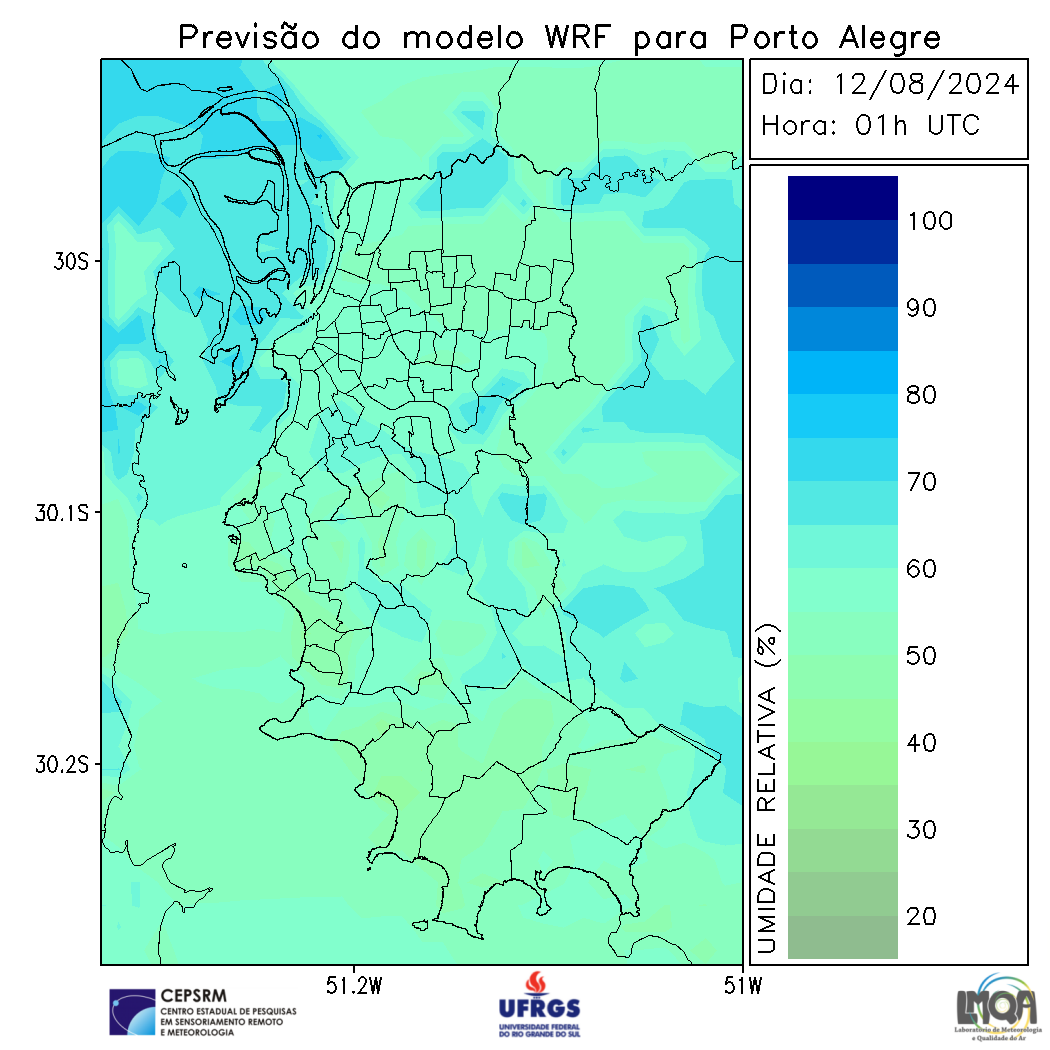 Previsão do modelo WRF para Porto Alegre
Dia: 12/08/2024
Hora: 01h UTC
30S
30.1S
30.2S
51.2W
51W
100
90
80
70
60
50
40
30
20
UMIDADE RELATIVA (%)
CEPSRM
CENTRO ESTADUAL DE PESQUISAS
EM SENSORIAMENTO REMOTO
E METEOROLOGIA
UFRGS
UNIVERSIDADE FEDERAL
DO RIO GRANDE DO SUL
LMQA
Laboratório de Meteorologia
e Qualidade do Ar